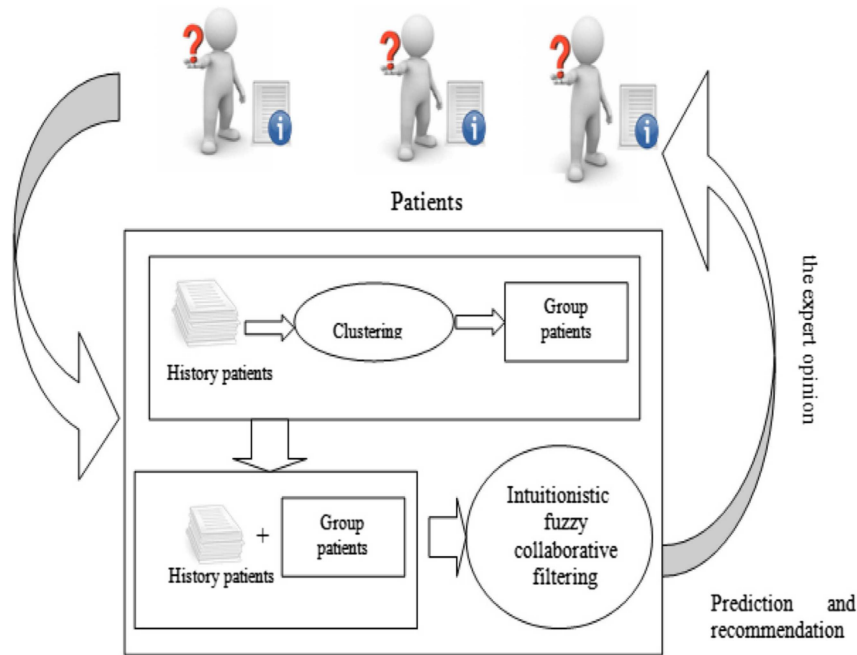 ? ? ?
i i i
Patients
the expert opinion
History patients
Clustering
Group
patients
History patients
+
Group
patients
Intuitionistic
fuzzy
collaborative
filtering
Prediction and
recommendation